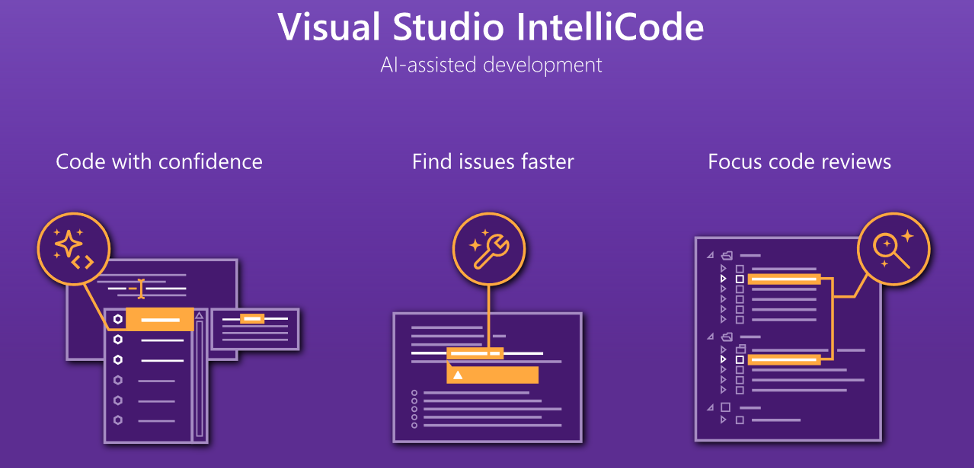 Visual Studio IntelliCode
AI-assisted development
Code with confidence
Find issues faster
Focus code reviews